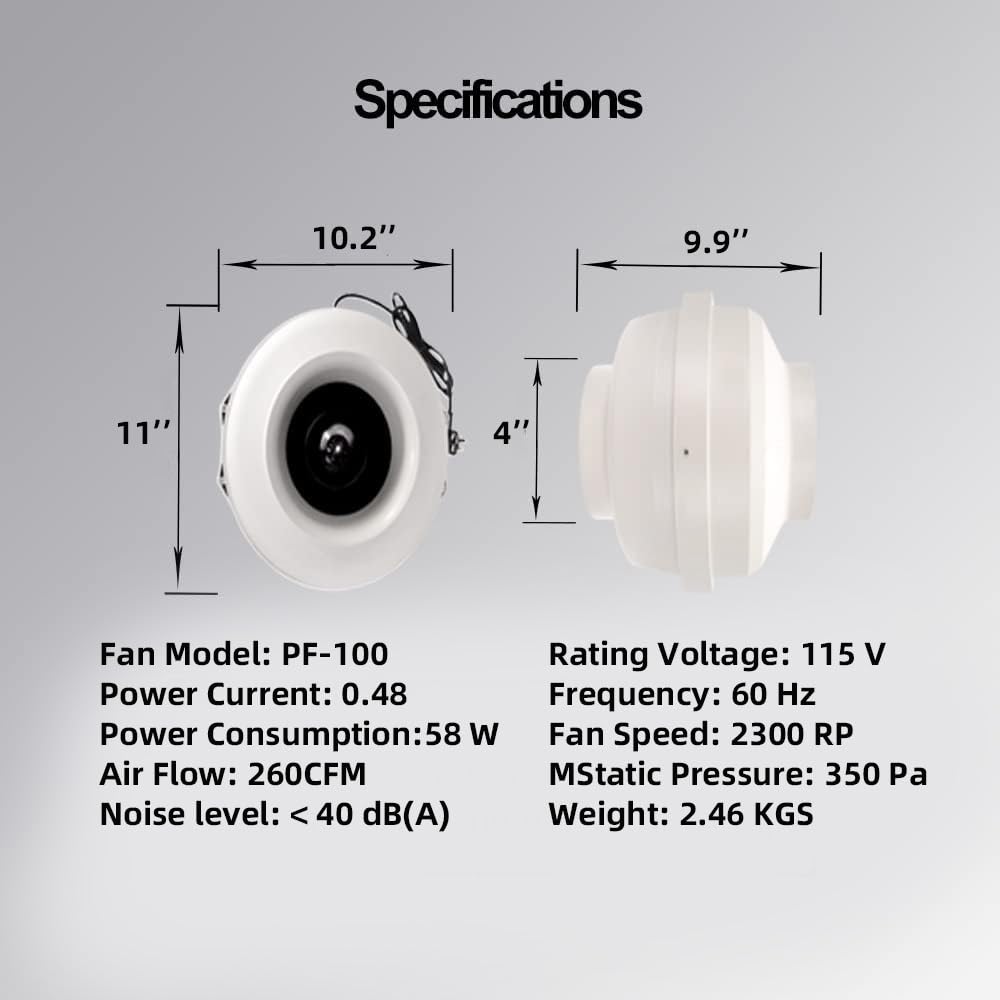 Specifications
10.2’’
9.9’’
11’’
4’’
Fan Model: PF-100
Power Current: 0.48
Power Consumption:58 W
Air Flow: 260CFM
Noise level: < 40 dB(A)
Rating Voltage: 115 V
Frequency: 60 Hz
Fan Speed: 2300 RP
MStatic Pressure: 350 Pa
Weight: 2.46 KGS